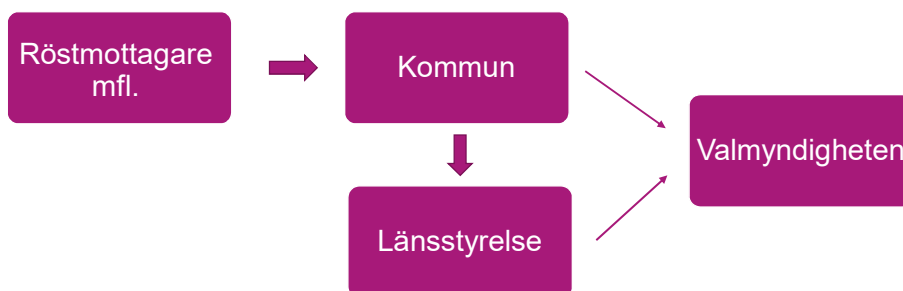 Röstmottagare
mfl.
Kommun
Valmyndigheten
Länsstyrelse